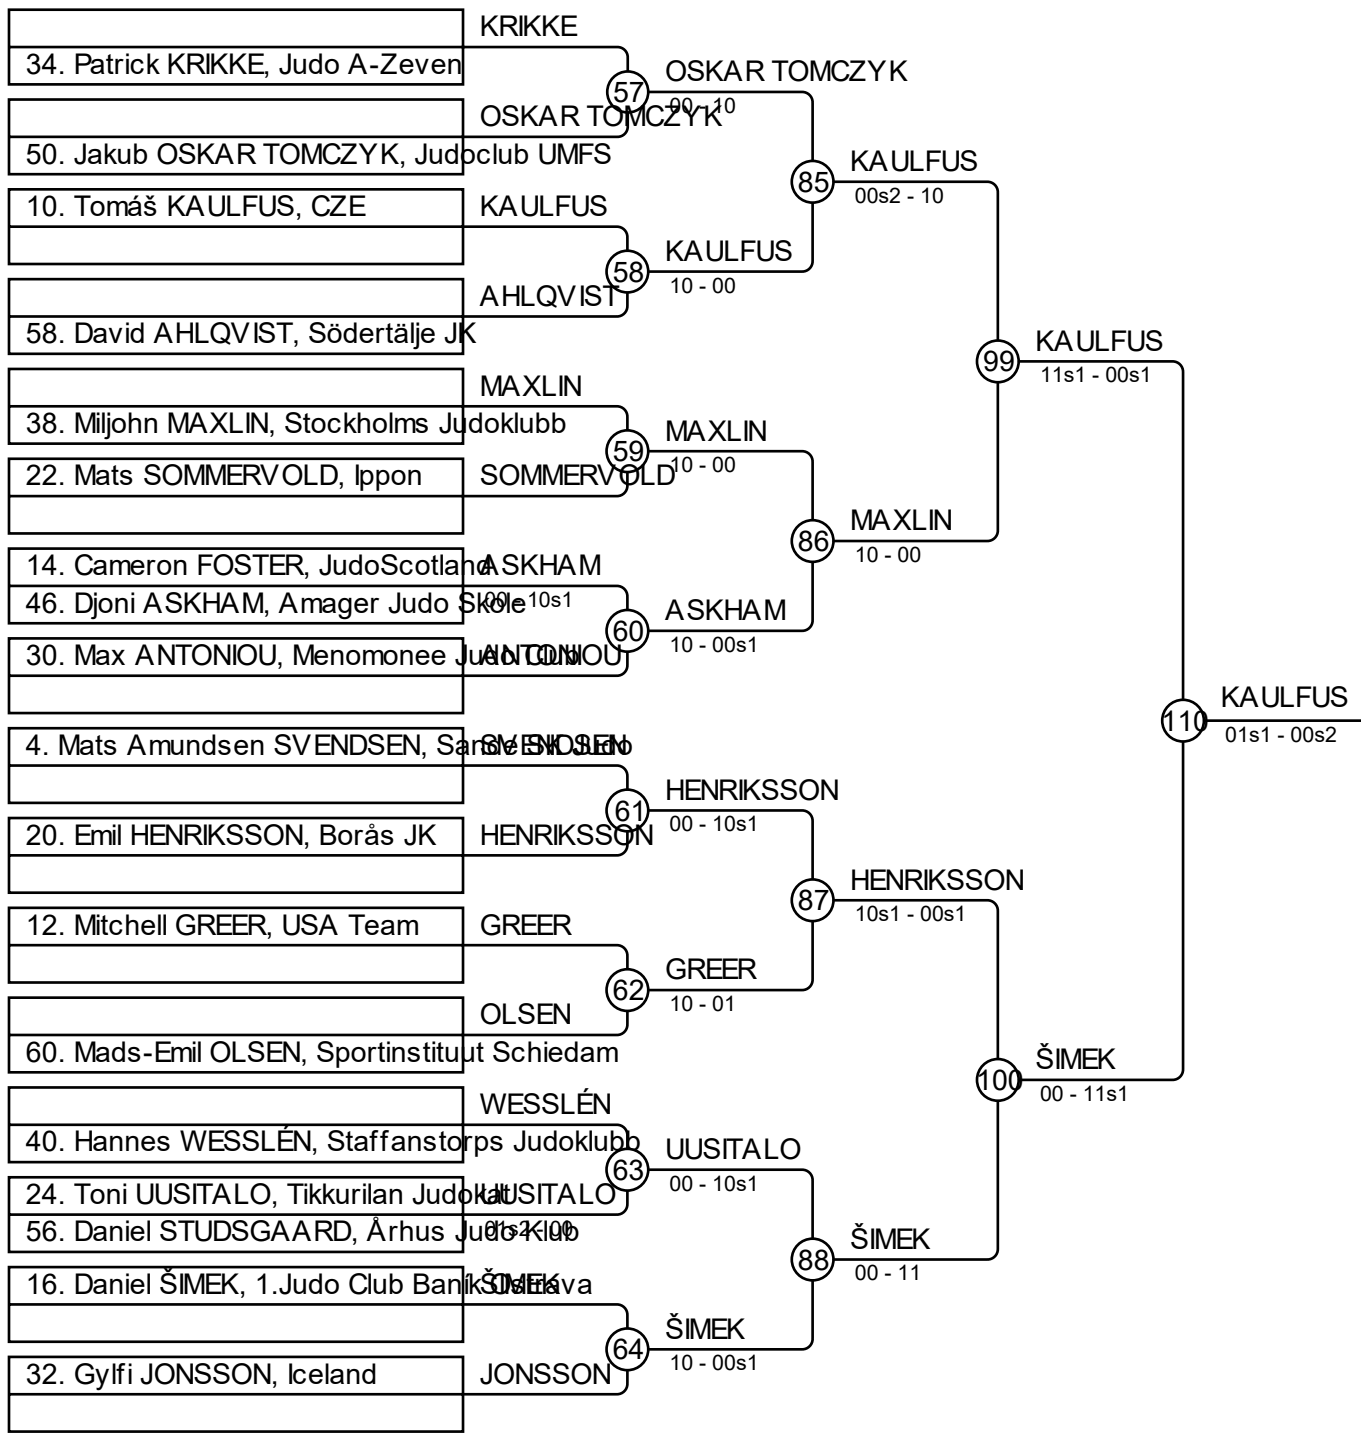 KRIKKE
34. Patrick KRIKKE, Judo A-Zeven
57
OSKAR TOMCZYK
00 - 10
OSKAR TOMCZYK
50. Jakub OSKAR TOMCZYK, Judoclub UMFS
85
KAULFUS
00s2 - 10
10. Tomáš KAULFUS, CZE
KAULFUS
58
KAULFUS
10 - 00
AHLQVIST
58. David AHLQVIST, Södertälje JK
99
KAULFUS
11s1 - 00s1
MAXLIN
38. Miljohn MAXLIN, Stockholms Judoklubb
59
MAXLIN
10 - 00
22. Mats SOMMERVOLD, Ippon
SOMMERVOLD
86
MAXLIN
10 - 00
14. Cameron FOSTER, JudoScotland
ASKHAM
46. Djoni ASKHAM, Amager Judo Skole
00 - 10s1
60
ASKHAM
10 - 00s1
30. Max ANTONIOU, Menomonee Judo Club
ANTONIOU
110
KAULFUS
01s1 - 00s2
4. Mats Amundsen SVENDSEN, Sande SK Judo
SVENDSEN
61
HENRIKSSON
00 - 10s1
20. Emil HENRIKSSON, Borås JK
HENRIKSSON
87
HENRIKSSON
10s1 - 00s1
12. Mitchell GREER, USA Team
GREER
62
GREER
10 - 01
OLSEN
60. Mads-Emil OLSEN, Sportinstituut Schiedam
100
ŠIMEK
00 - 11s1
WESSLÉN
40. Hannes WESSLÉN, Staffanstorps Judoklubb
63
UUSITALO
00 - 10s1
24. Toni UUSITALO, Tikkurilan Judokat
UUSITALO
56. Daniel STUDSGAARD, Århus Judo Klub
01s2 - 00
88
ŠIMEK
00 - 11
16. Daniel ŠIMEK, 1.Judo Club Baník Ostrava
ŠIMEK
64
ŠIMEK
10 - 00s1
32. Gylfi JONSSON, Iceland
JONSSON